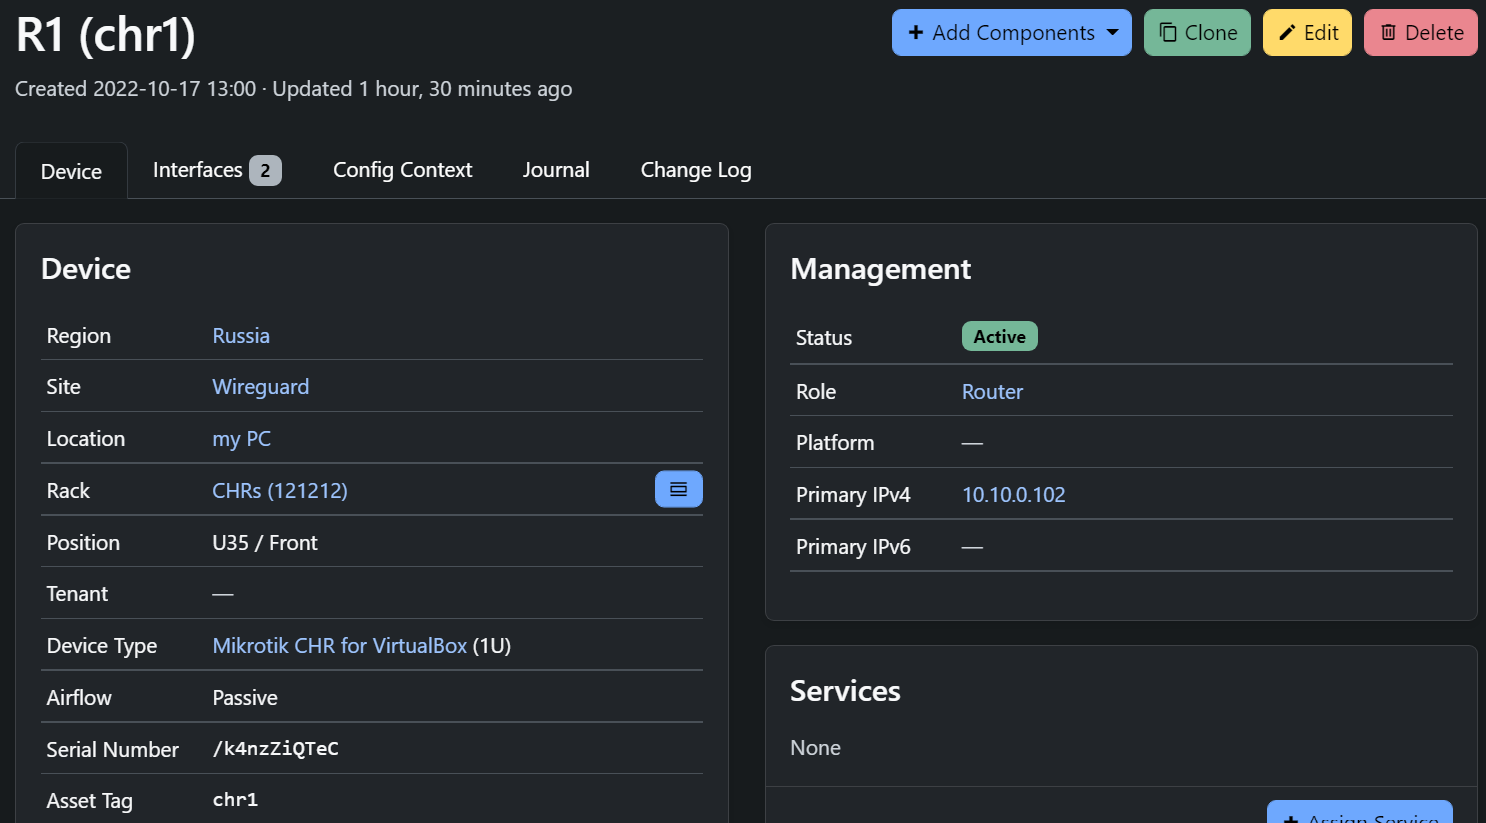 R1 (chr1)
Add Components
Clone
Edit
Delete
Created 2022-10-17 13:00 · Updated 1 hour, 30 minutes ago
Device
Interfaces 2
Config Context
Journal
Change Log
Device
Region Russia
Site Wireguard
Location my PC
Rack CHRs (121212)
Position U35 / Front
Tenant —
Device Type Mikrotik CHR for VirtualBox (1U)
Airflow Passive
Serial Number /k4nzZiQTeC
Asset Tag chr1
Management
Status Active
Role Router
Platform —
Primary IPv4 10.10.0.102
Primary IPv6 —
Services
None
Assign Service